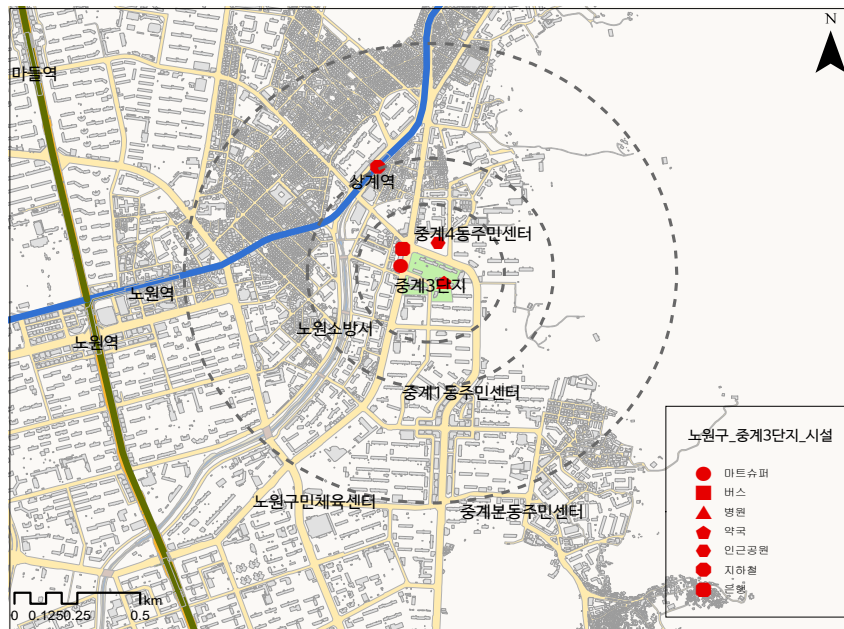 N
마들역
상계역
중계4동주민센터
중계3단지
노원역
노원소방서
노원역
중계1동주민센터
노원구민체육센터
중계본동주민센터
노원구_중계3단지_시설
마트슈퍼
버스
병원
약국
인근공원
지하철
은행
km
0 0.1250.25 0.5